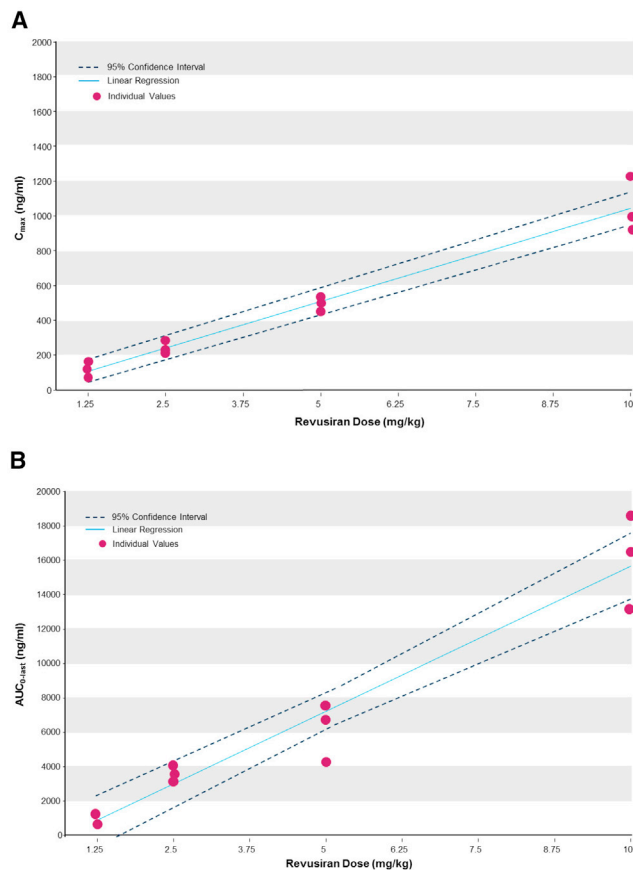 A
2000
1800
1600
1400
1200
1000
800
600
400
200
0
Cmax (ng/ml)
95% Confidence Interval
Linear Regression
Individual Values
1.25 2.5 3.75 5 6.25 7.5 8.75 10
Revusiran Dose (mg/kg)
B
20000
18000
16000
14000
12000
10000
8000
6000
4000
2000
0
AUC0-last (ng/ml)
95% Confidence Interval
Linear Regression
Individual Values
1.25 2.5 3.75 5 6.25 7.5 8.75 10
Revusiran Dose (mg/kg)